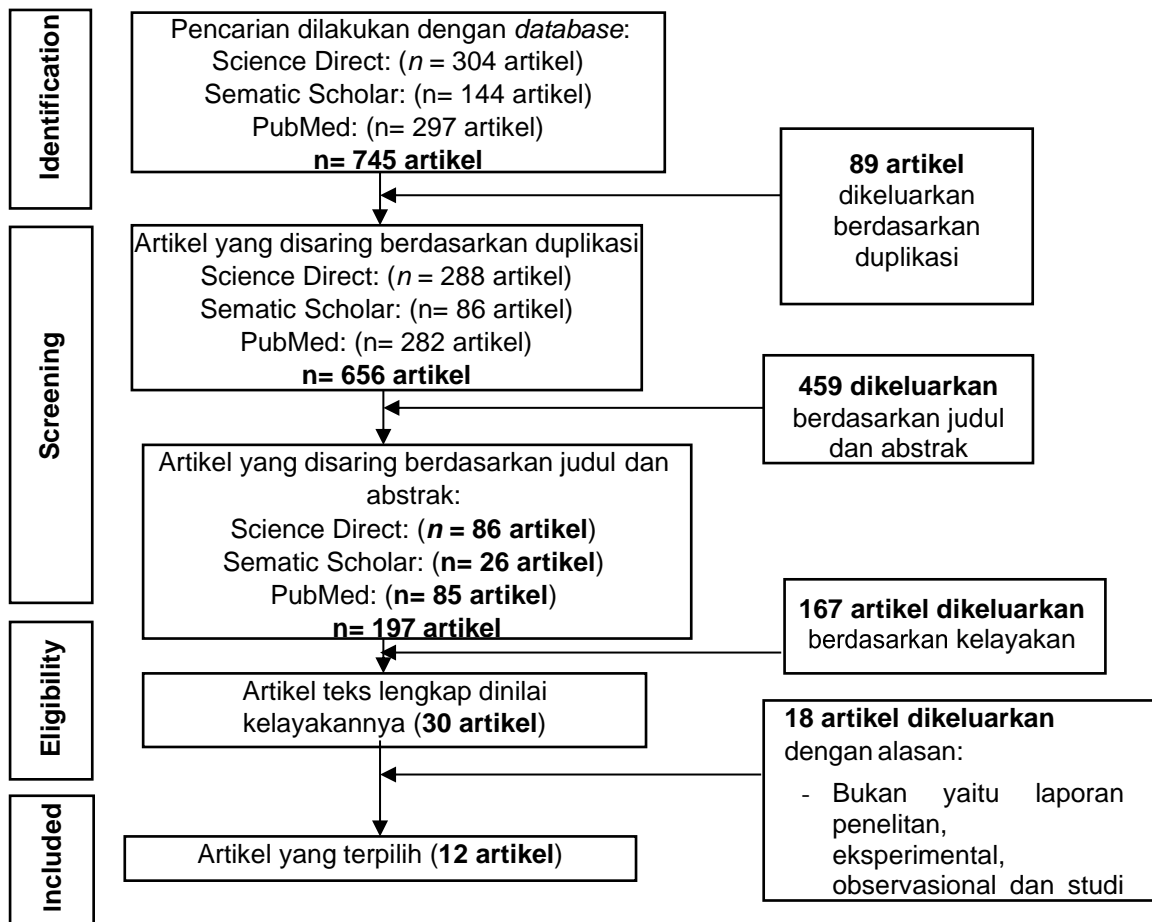 Identification
Pencarian dilakukan dengan database:
Science Direct: (n = 304 artikel)
Sematic Scholar: (n= 144 artikel)
PubMed: (n= 297 artikel)
n= 745 artikel
89 artikel
dikeluarkan
berdasarkan
duplikasi
Screening
Artikel yang disaring berdasarkan duplikasi
Science Direct: (n = 288 artikel)
Sematic Scholar: (n= 86 artikel)
PubMed: (n= 282 artikel)
n= 656 artikel
459 dikeluarkan
berdasarkan judul
dan abstrak
Artikel yang disaring berdasarkan judul dan
abstrak:
Science Direct: (n = 86 artikel)
Sematic Scholar: (n= 26 artikel)
PubMed: (n= 85 artikel)
n= 197 artikel
167 artikel dikeluarkan
berdasarkan kelayakan
Eligibility
Artikel teks lengkap dinilai
kelayakannya (30 artikel)
18 artikel dikeluarkan
dengan alasan:
- Bukan yaitu laporan
penelitan,
eksperimental,
observasional dan studi
Included
Artikel yang terpilih (12 artikel)